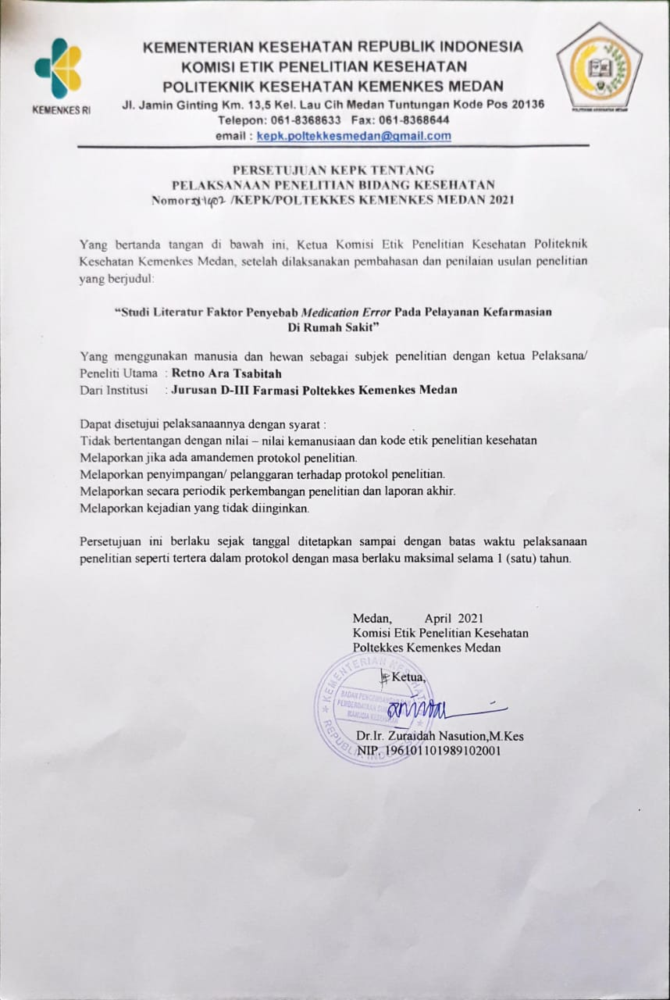 KEMENKES RI
KEMENTERIAN KESEHATAN REPUBLIK INDONESIA
KOMISI ETIK PENELITIAN KESEHATAN
POLITEKNIK KESEHATAN KEMENKES MEDAN
Jl. Jamin Ginting Km. 13,5 Kel. Lau Cih Medan Tuntungan Kode Pos 20136
Telepon: 061-8368633 Fax: 061-8368644
email : kepk.poltekkesmedan@gmail.com
POLITEKNIK KESEHATAN MEDAN
PERSETUJUAN KEPK TENTANG
PELAKSANAAN PENELITIAN BIDANG KESEHATAN
Nomor: /KEPK/POLTEKKES KEMENKES MEDAN 2021
Yang bertanda tangan di bawah ini, Ketua Komisi Etik Penelitian Kesehatan Politeknik
Kesehatan Kemenkes Medan, setelah dilaksanakan pembahasan dan penilaian usulan penelitian
yang berjudul:
“Studi Literatur Faktor Penyebab Medication Error Pada Pelayanan Kefarmasian
Di Rumah Sakit”
Yang menggunakan manusia dan hewan sebagai subjek penelitian dengan ketua Pelaksana/
Peneliti Utama : Retno Ara Tsabitah
Dari Institusi : Jurusan D-III Farmasi Poltekkes Kemenkes Medan
Dapat disetujui pelaksanaannya dengan syarat :
Tidak bertentangan dengan nilai – nilai kemanusiaan dan kode etik penelitian kesehatan
Melaporkan jika ada amandemen protokol penelitian.
Melaporkan penyimpangan/ pelanggaran terhadap protokol penelitian.
Melaporkan secara periodik perkembangan penelitian dan laporan akhir.
Melaporkan kejadian yang tidak diinginkan.
Persetujuan ini berlaku sejak tanggal ditetapkan sampai dengan batas waktu pelaksanaan
penelitian seperti tertera dalam protokol dengan masa berlaku maksimal selama 1 (satu) tahun.
Medan, April 2021
Komisi Etik Penelitian Kesehatan
Poltekkes Kemenkes Medan
Ketua,
KEMENTERIAN KESEHAT
BADAN PENGEMBANGAN DAN
PEMBERDAYAAN SUMBER
MANUSIA KESEHATAN
REPUBLIK INDONES
Dr.Ir. Zuraidah Nasution,M.Kes
NIP. 196101101989102001